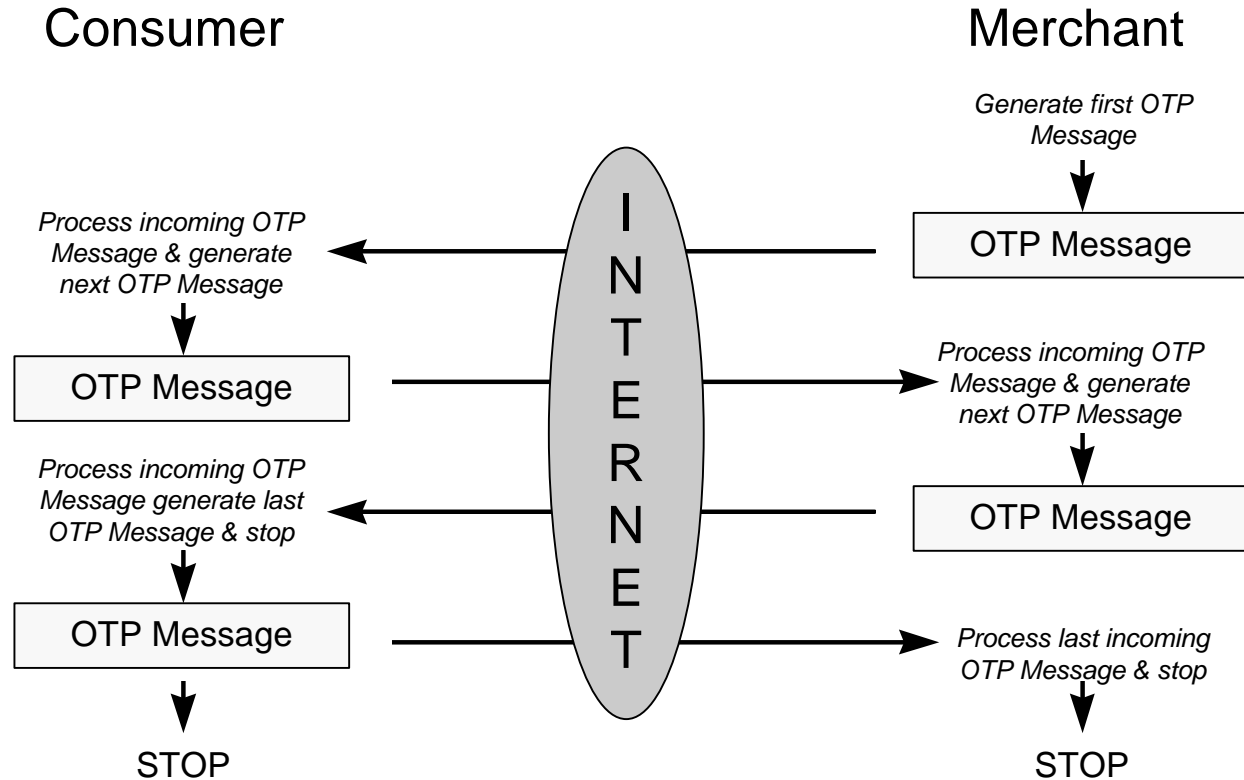 Consumer
Merchant
Generate first OTP
Message
OTP Message
Process incoming OTP
Message & generate
next OTP Message
OTP Message
Process incoming OTP
Message & generate
next OTP Message
OTP Message
Process incoming OTP
Message generate last
OTP Message & stop
OTP Message
Process last incoming
OTP Message & stop
STOP
STOP
I
N
T
E
R
N
E
T